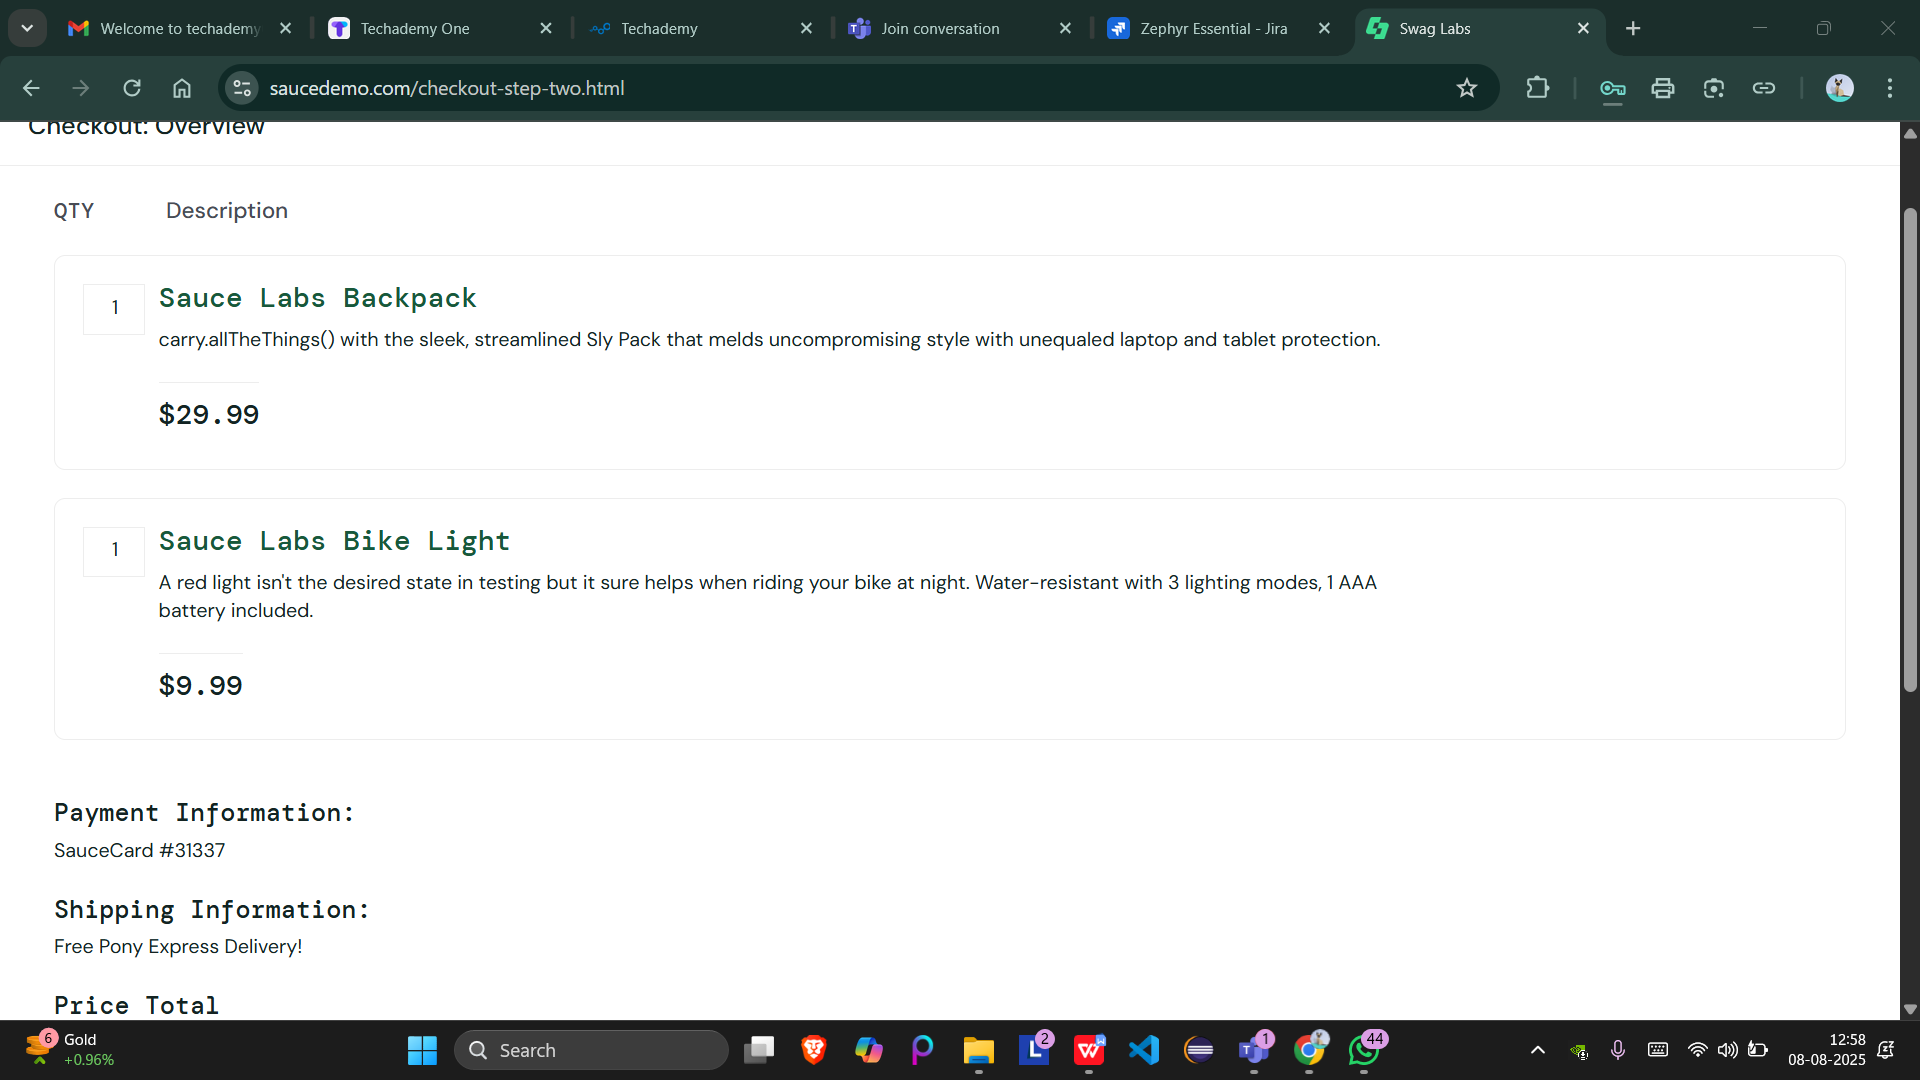 Welcome to techademy
Techademy One
Techademy
Join conversation
Zephyr Essential - Jira
Swag Labs
saucedemo.com/checkout-step-two.html
Checkout: Overview
QTY
Description
1
Sauce Labs Backpack
carry.allTheThings() with the sleek, streamlined Sly Pack that melds uncompromising style with unequaled laptop and tablet protection.
$29.99
1
Sauce Labs Bike Light
A red light isn't the desired state in testing but it sure helps when riding your bike at night. Water-resistant with 3 lighting modes, 1 AAA
battery included.
$9.99
Payment Information:
SauceCard #31337
Shipping Information:
Free Pony Express Delivery!
Price Total
6
Gold
+0.96%
Search
2
1
44
12:58
08-08-2025